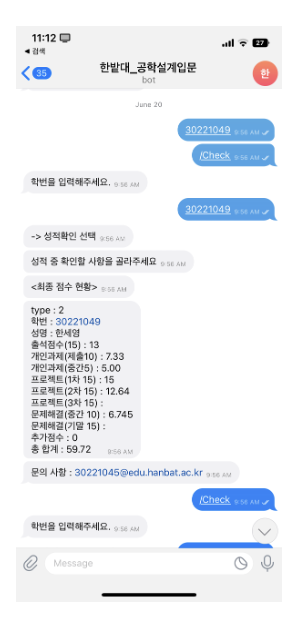 11:12
27
◀ 검색
35
한밭대_공학설계입문
bot
한
June 20
30221049 9:56 AM
/Check 9:56 AM
학번을 입력해주세요. 9:56 AM
30221049 9:56 AM
-> 성적확인 선택 9:56 AM
성적 중 확인할 사항을 골라주세요 9:56 AM
<최종 점수 현황> 9:56 AM
type : 2
학번 : 30221049
성명 : 한세영
출석점수(15) : 13
개인과제(제출10) : 7.33
개인과제(중간5) : 5.00
프로젝트(1차 15) : 15
프로젝트(2차 15) : 12.64
프로젝트(3차 15) :
문제해결(중간 10) : 6.745
문제해결(기말 15) :
추가점수 : 0
총 합계 : 59.72 9:56 AM
문의 사항 : 30221045@edu.hanbat.ac.kr 9:56 AM
/Check 9:56 AM
학번을 입력해주세요. 9:56 AM
Message